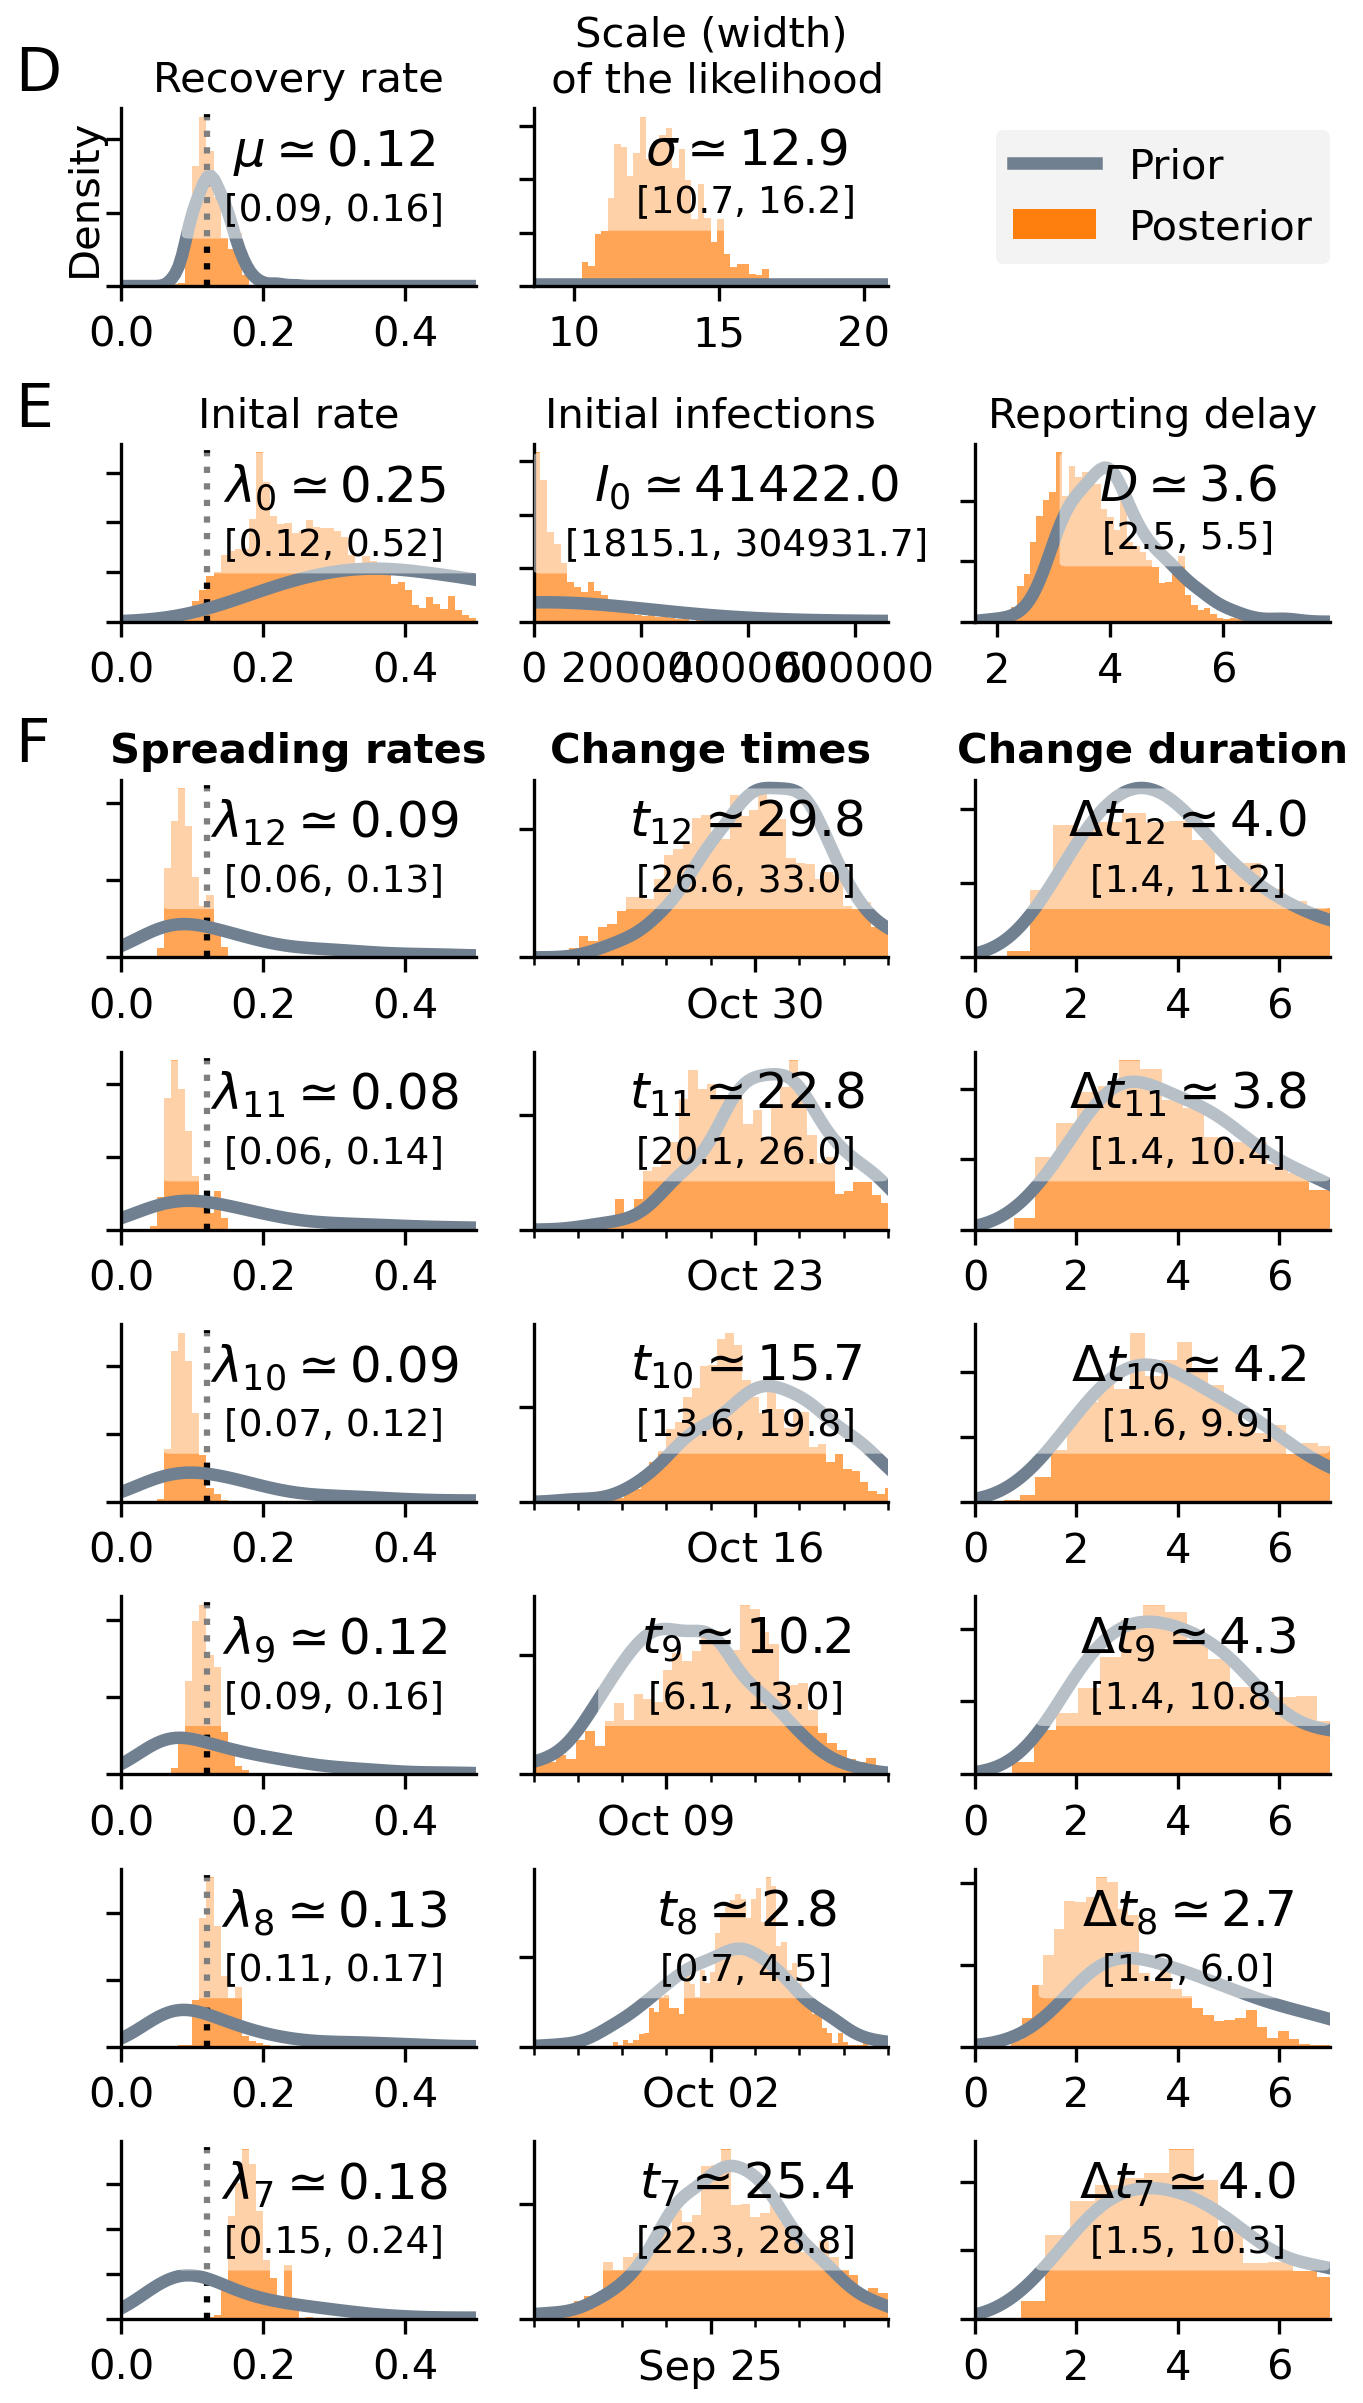 D
Recovery rate
Scale (width)
of the likelihood
Density
μ ≃ 0.12
[0.09, 0.16]
σ ≃ 12.9
[10.7, 16.2]
Prior
Posterior
0.0 0.2 0.4
10 15 20
E
Inital rate
Initial infections
Reporting delay
λ0 ≃ 0.25
[0.12, 0.52]
I0 ≃ 41422.0
[1815.1, 304931.7]
D ≃ 3.6
[2.5, 5.5]
0.0 0.2 0.4
0 200000 400000 600000
2 4 6
F
Spreading rates
Change times
Change duration
λ12 ≃ 0.09
[0.06, 0.13]
t12 ≃ 29.8
[26.6, 33.0]
Δt12 ≃ 4.0
[1.4, 11.2]
0.0 0.2 0.4
Oct 30
0 2 4 6
λ11 ≃ 0.08
[0.06, 0.14]
t11 ≃ 22.8
[20.1, 26.0]
Δt11 ≃ 3.8
[1.4, 10.4]
0.0 0.2 0.4
Oct 23
0 2 4 6
λ10 ≃ 0.09
[0.07, 0.12]
t10 ≃ 15.7
[13.6, 19.8]
Δt10 ≃ 4.2
[1.6, 9.9]
0.0 0.2 0.4
Oct 16
0 2 4 6
λ9 ≃ 0.12
[0.09, 0.16]
t9 ≃ 10.2
[6.1, 13.0]
Δt9 ≃ 4.3
[1.4, 10.8]
0.0 0.2 0.4
Oct 09
0 2 4 6
λ8 ≃ 0.13
[0.11, 0.17]
t8 ≃ 2.8
[0.7, 4.5]
Δt8 ≃ 2.7
[1.2, 6.0]
0.0 0.2 0.4
Oct 02
0 2 4 6
λ7 ≃ 0.18
[0.15, 0.24]
t7 ≃ 25.4
[22.3, 28.8]
Δt7 ≃ 4.0
[1.5, 10.3]
0.0 0.2 0.4
Sep 25
0 2 4 6